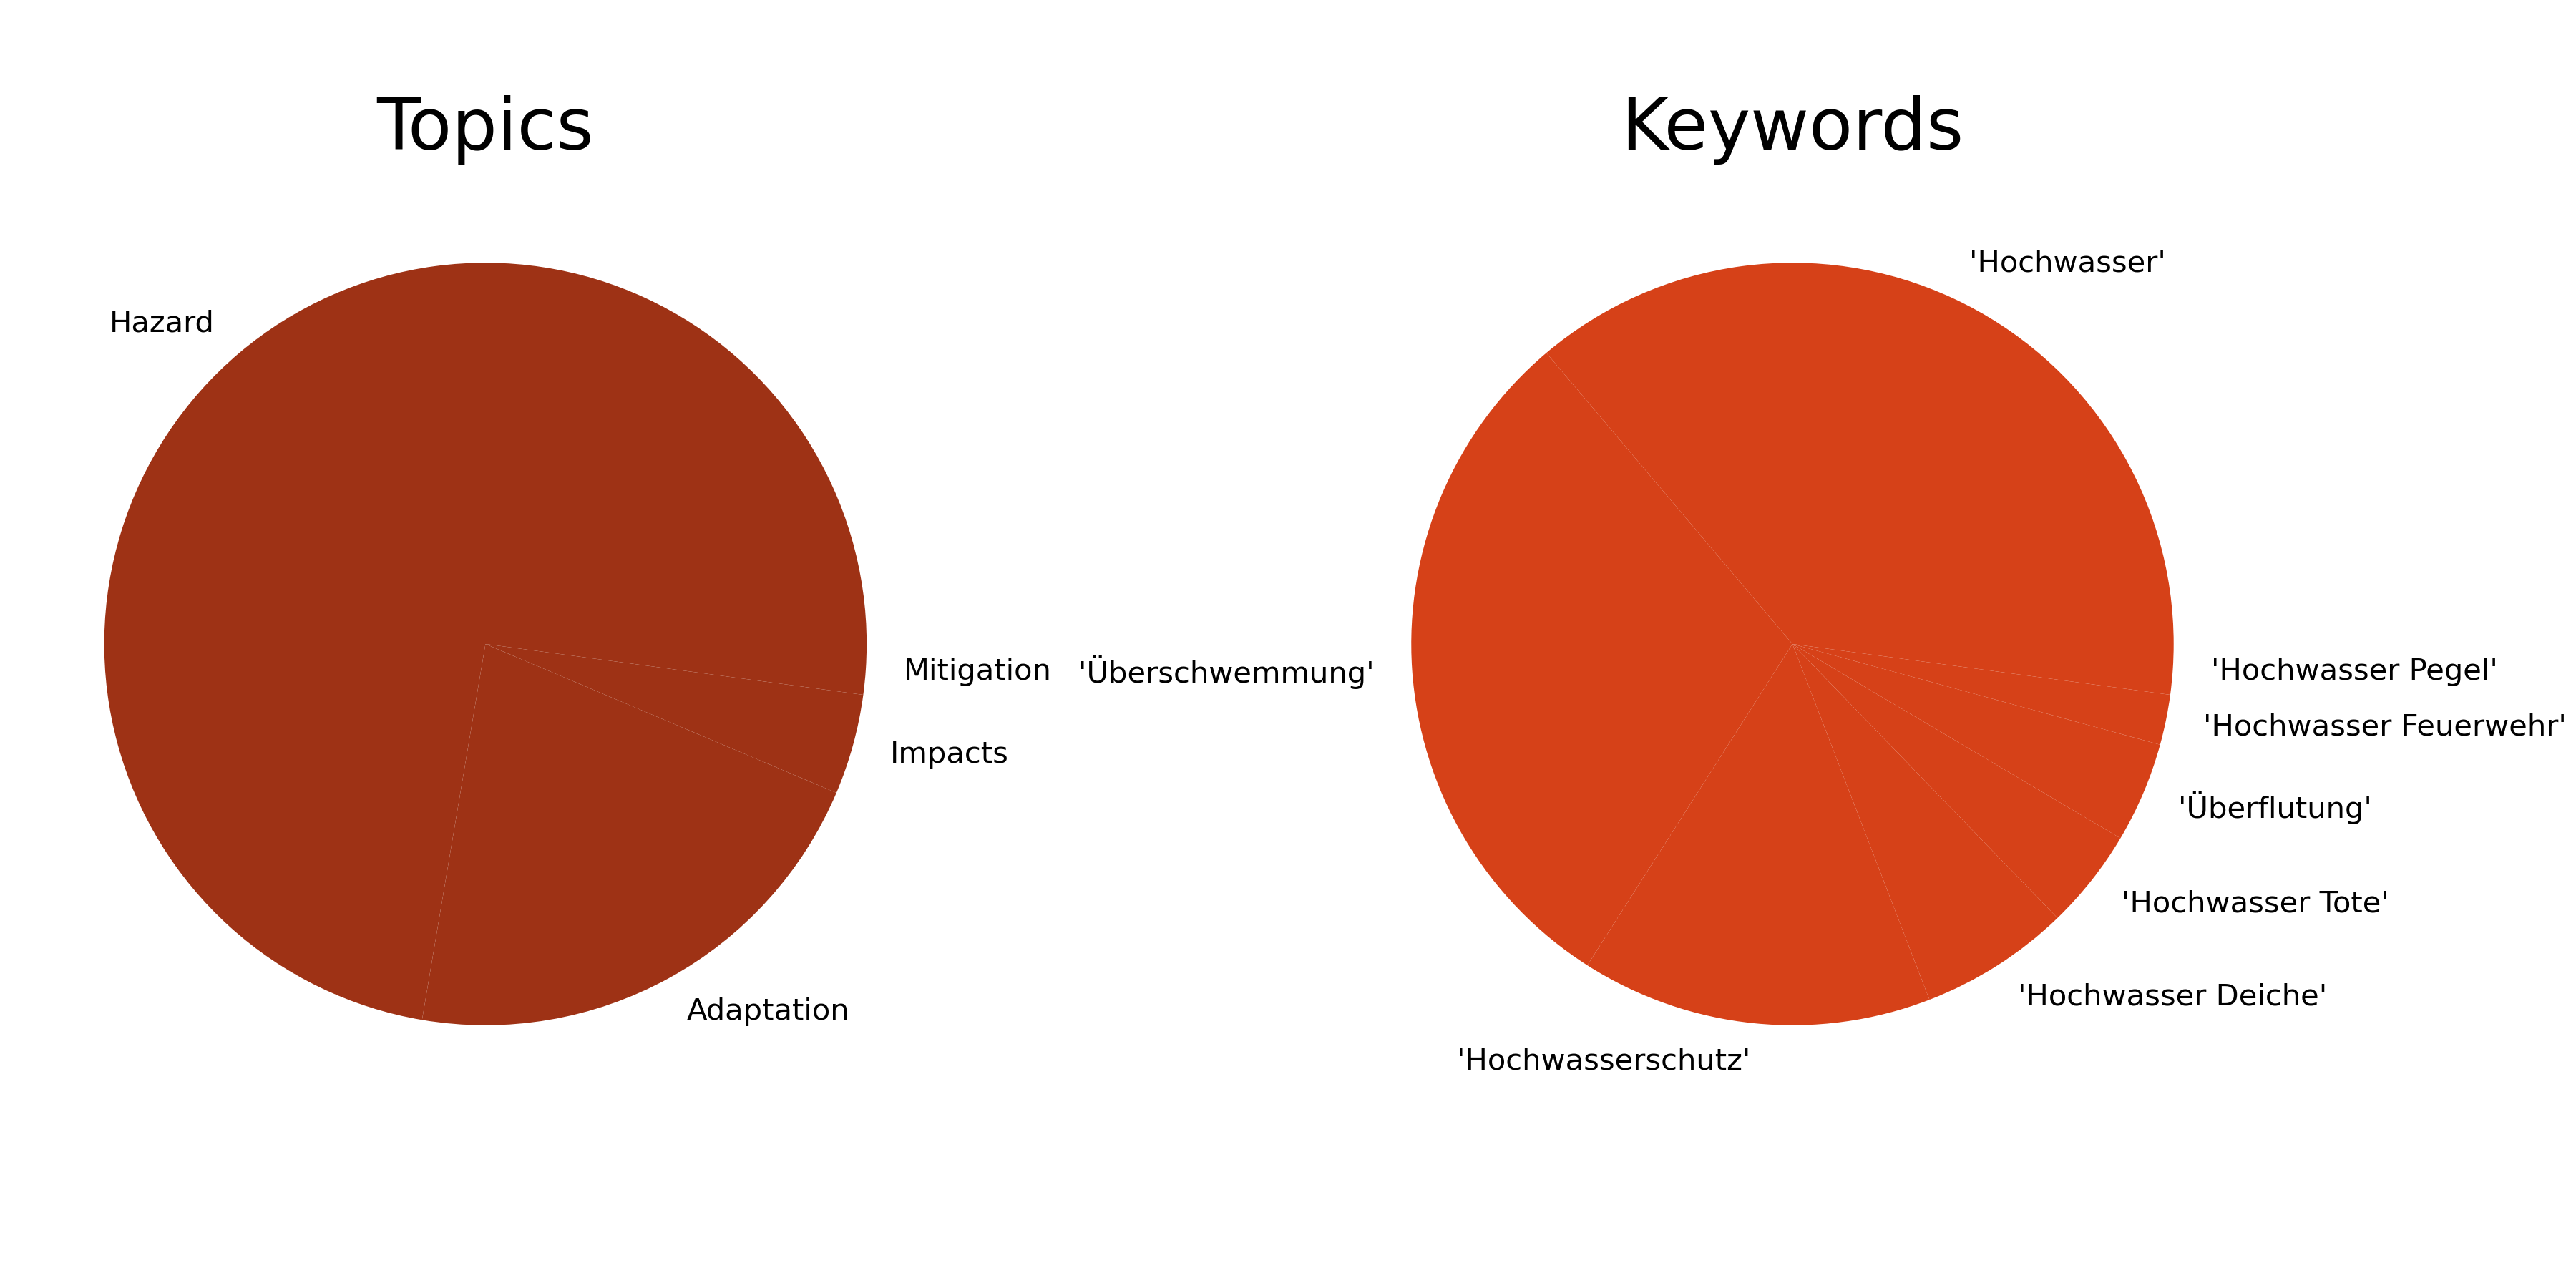 Topics
Hazard
Mitigation
Impacts
Adaptation
Keywords
'Hochwasser'
'Überschwemmung'
'Hochwasser Pegel'
'Hochwasser Feuerwehr'
'Überflutung'
'Hochwasser Tote'
'Hochwasser Deiche'
'Hochwasserschutz'